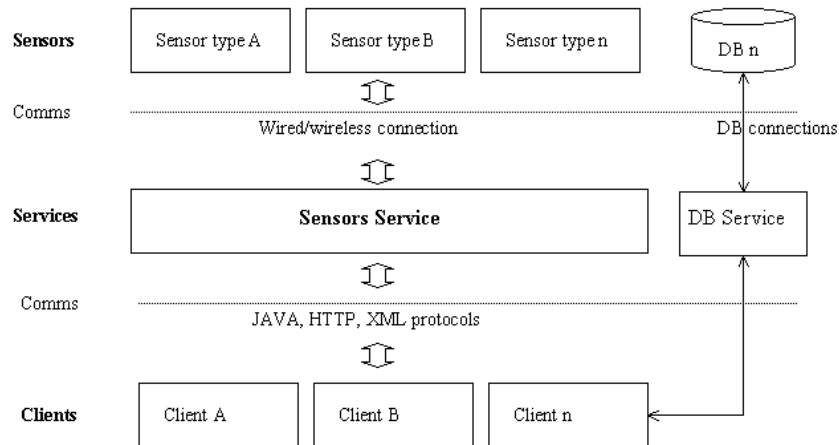 Sensors
Sensor type A
Sensor type B
Sensor type n
DB n
Comms
Wired/wireless connection
DB connections
Services
Sensors Service
DB Service
Comms
JAVA, HTTP, XML protocols
Clients
Client A
Client B
Client n